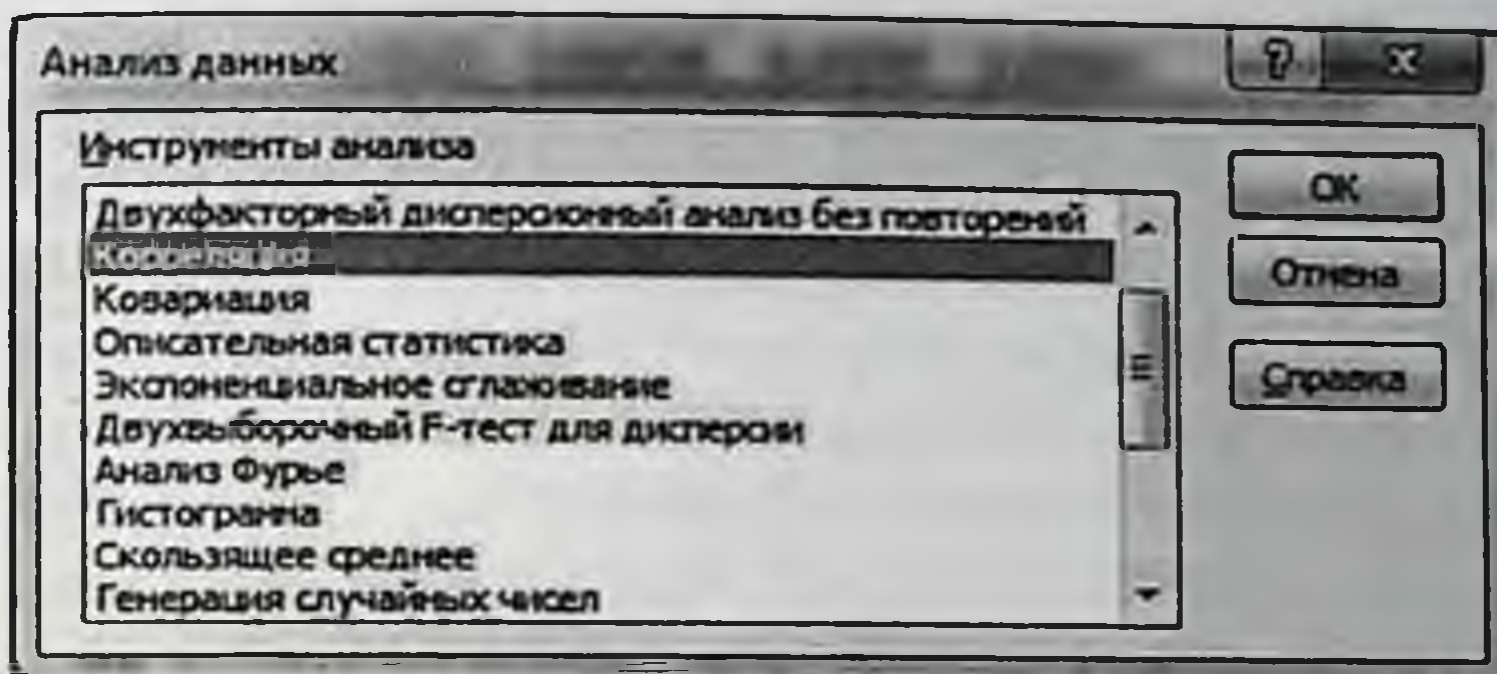 Анализ данных
Инструменты анализа
Двухфакторный дисперсионный анализ без повторений
Корреляция
Ковариация
Описательная статистика
Экспоненциальное сглаживание
Двухвыборочный F-тест для дисперсии
Анализ Фурье
Гистограмма
Скользящее среднее
Генерация случайных чисел
ОК
Отмена
Справка